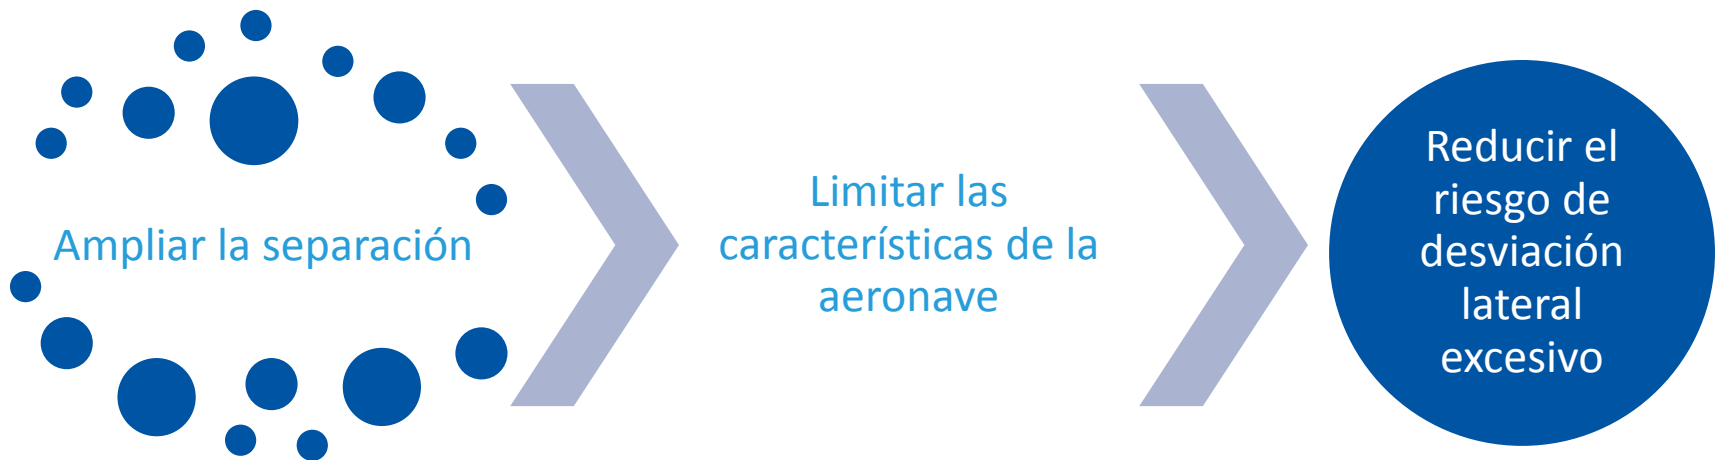 Ampliar la separación
Limitar las
características de la
aeronave
Reducir el
riesgo de
desviación
lateral
excesivo